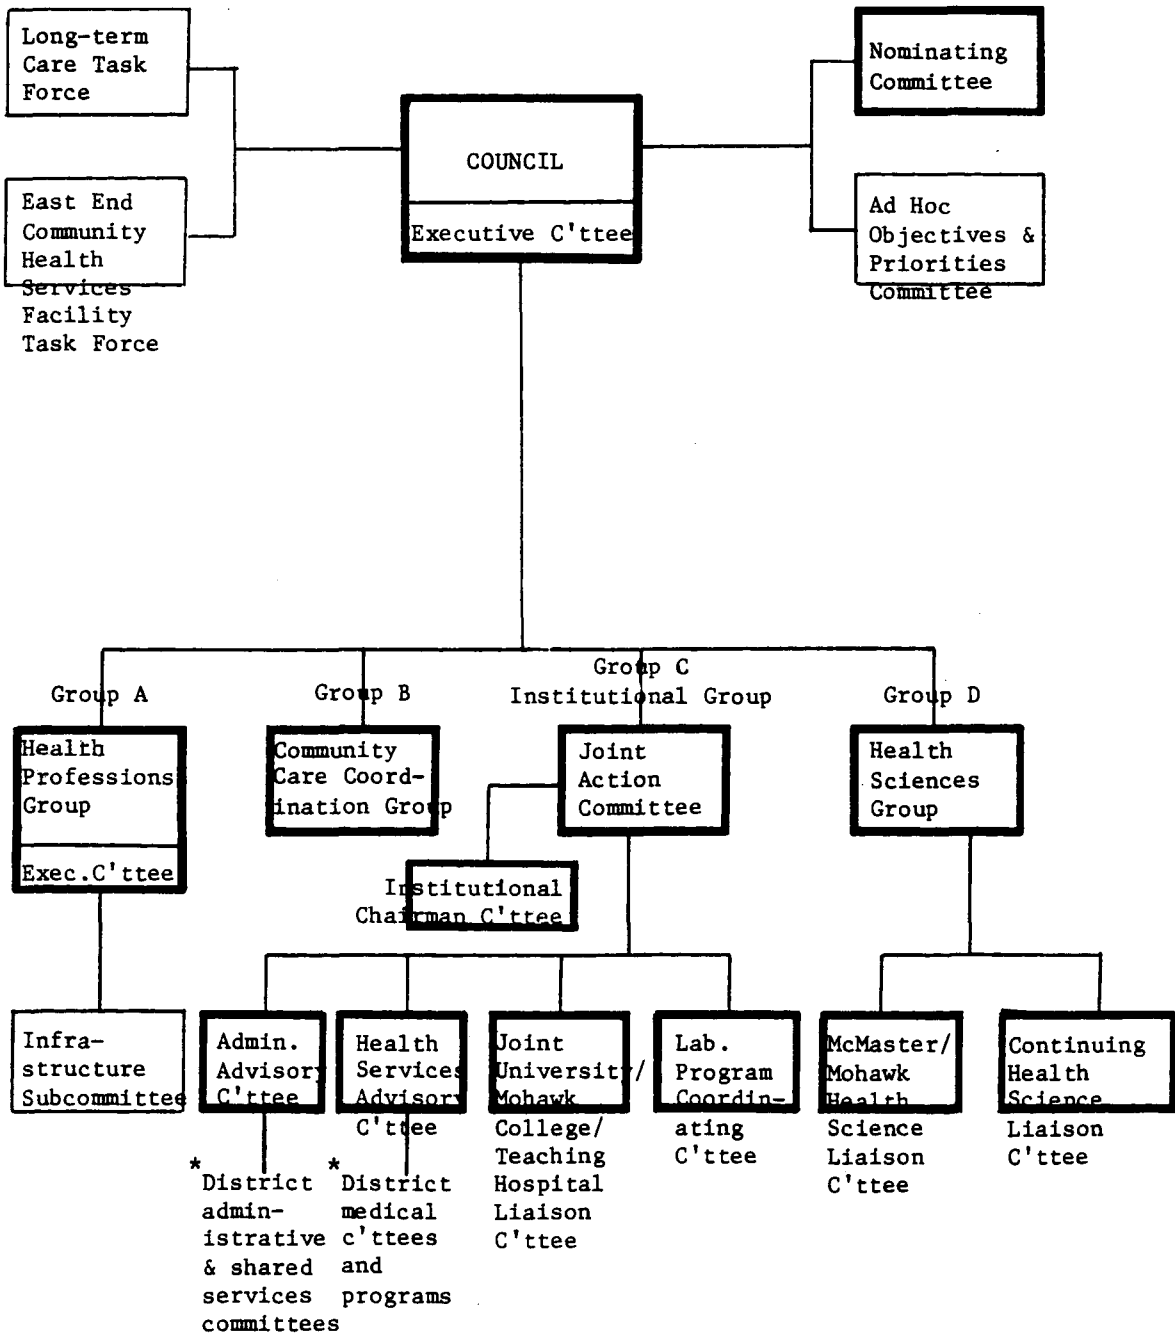 Long-term
Care Task
Force
Nominating
Committee
COUNCIL
Executive C'ttee
East End
Community
Health
Services
Facility
Task Force
Ad Hoc
Objectives &
Priorities
Committee
Group A
Group B
Group C
Institutional Group
Group D
Health
Professions
Group
Exec.C'ttee
Community
Care Coord-
ination Group
Joint
Action
Committee
Health
Sciences
Group
Institutional
Chairman C'ttee
Infra-
structure
Subcommittee
Admin.
Advisory
C'ttee
Health
Services
Advisory
C'ttee
Joint
University/
Mohawk
College/
Teaching
Hospital
Liaison
C'ttee
Lab.
Program
Coordin-
ating
C'ttee
McMaster/
Mohawk
Health
Science
Liaison
C'ttee
Continuing
Health
Science
Liaison
C'ttee
*
District
admin-
istrative
& shared
services
committees
*
District
medical
c'ttees
and
programs